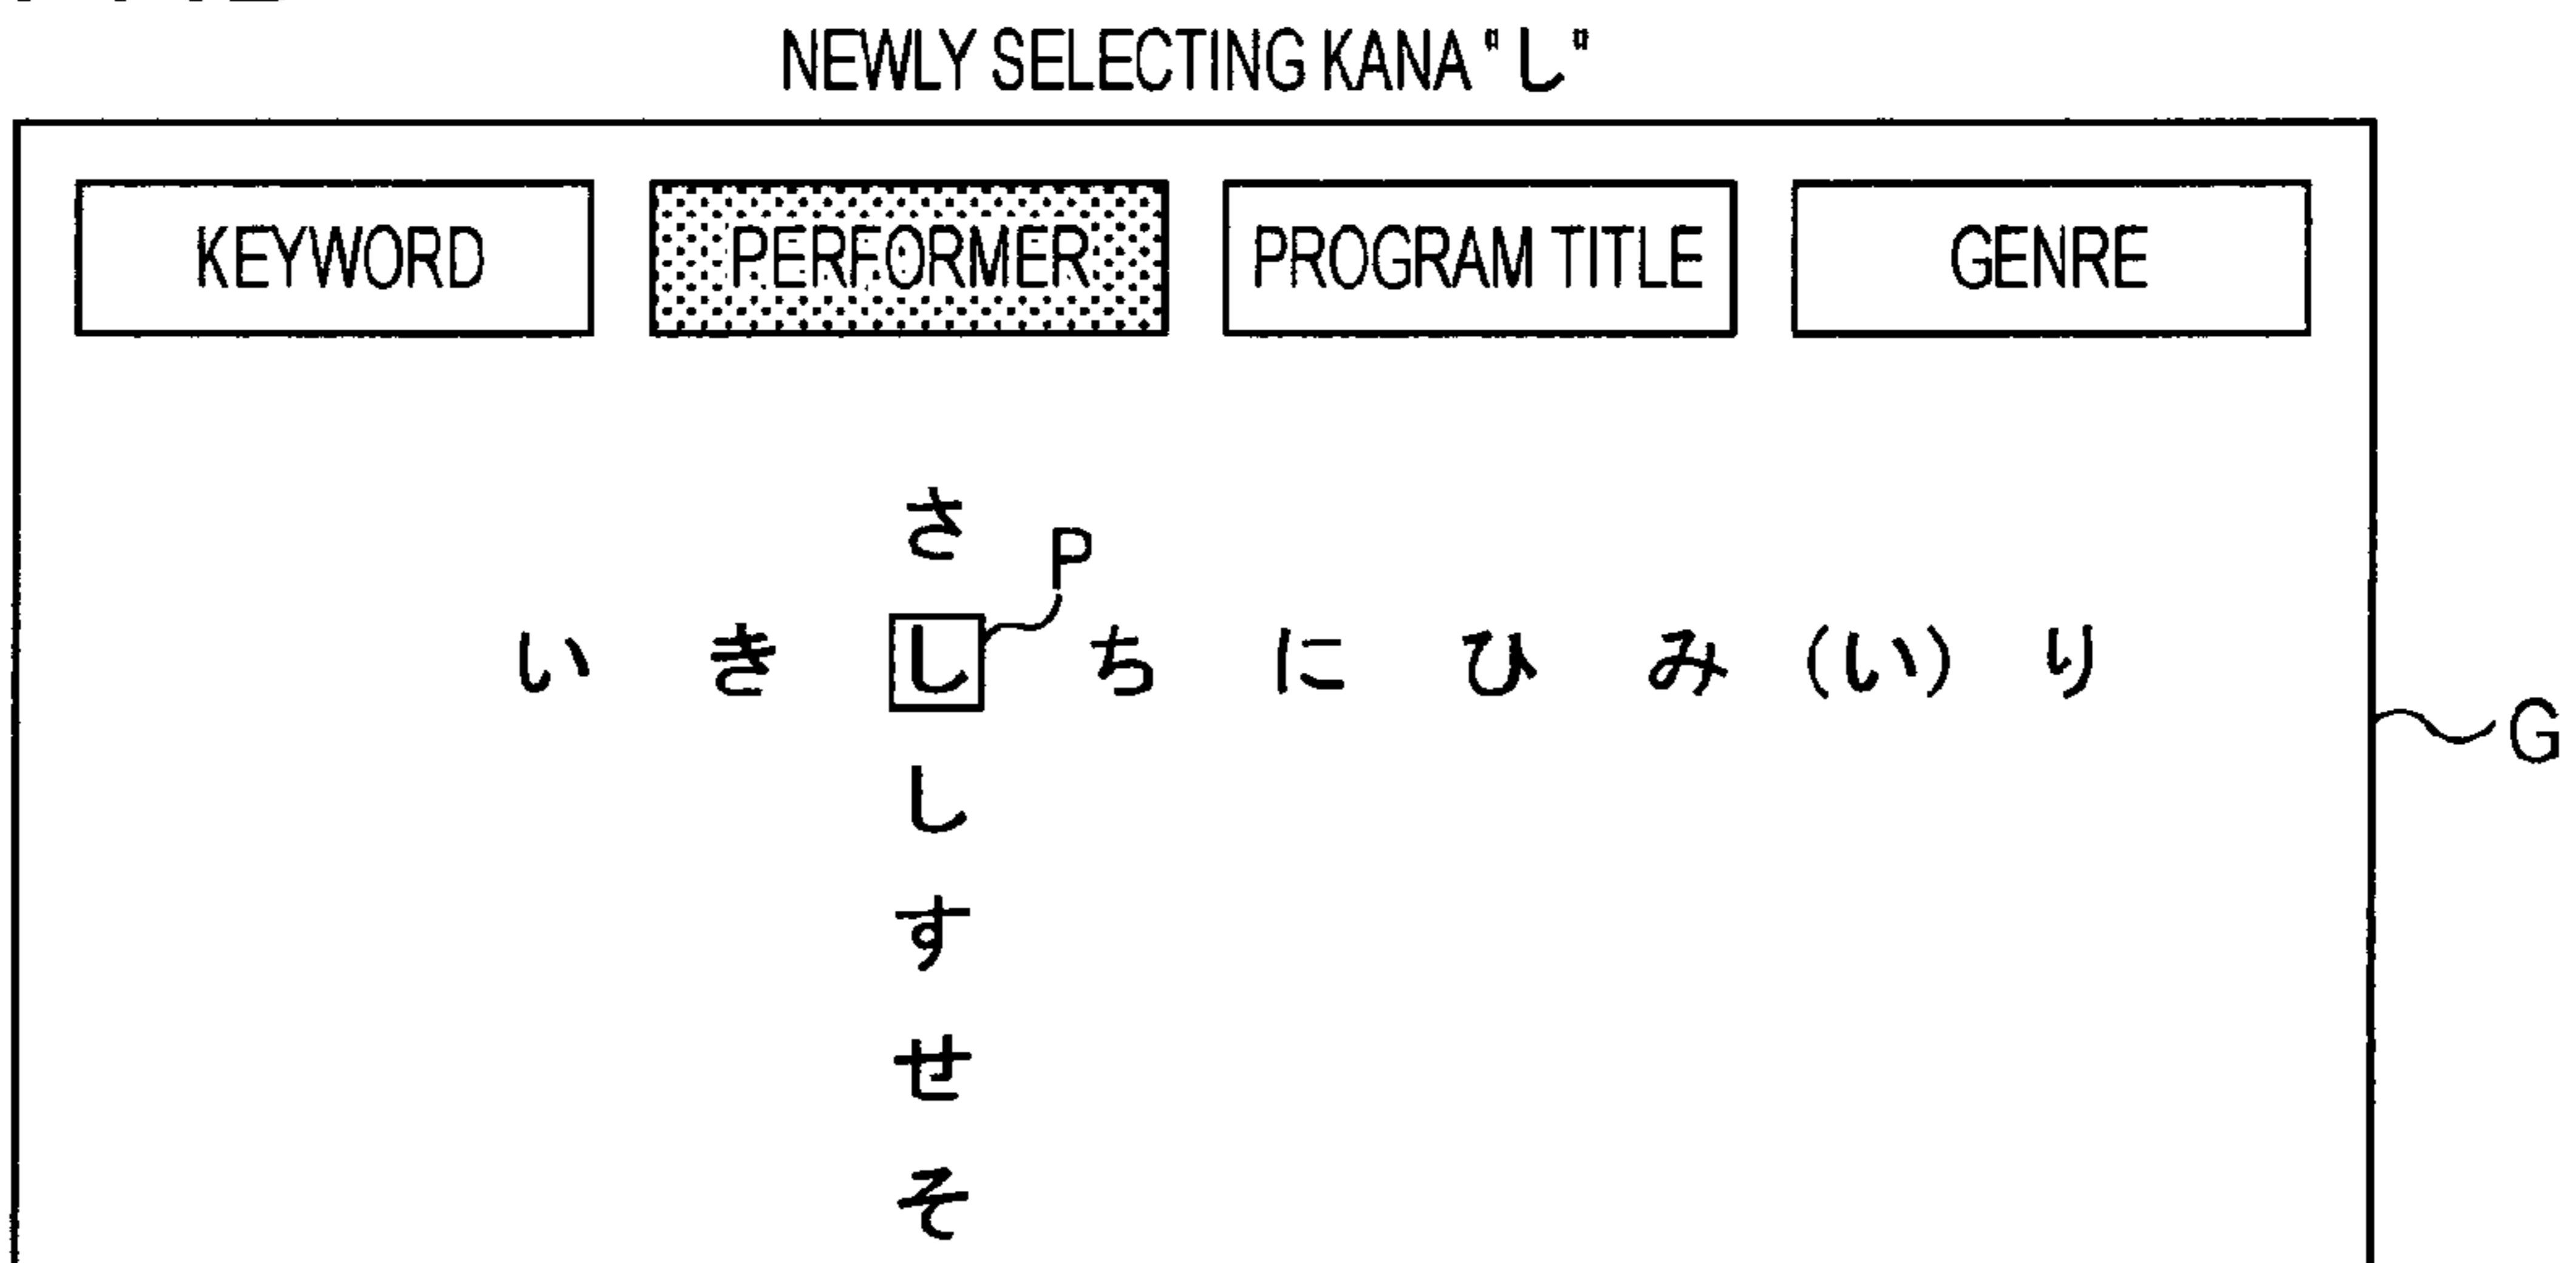 NEWLY SELECTING KANA "し"
KEYWORD PERFORMER PROGRAM TITLE GENRE
さ
P
い き し ち に ひ み (い) り
G
し
す
せ
そ